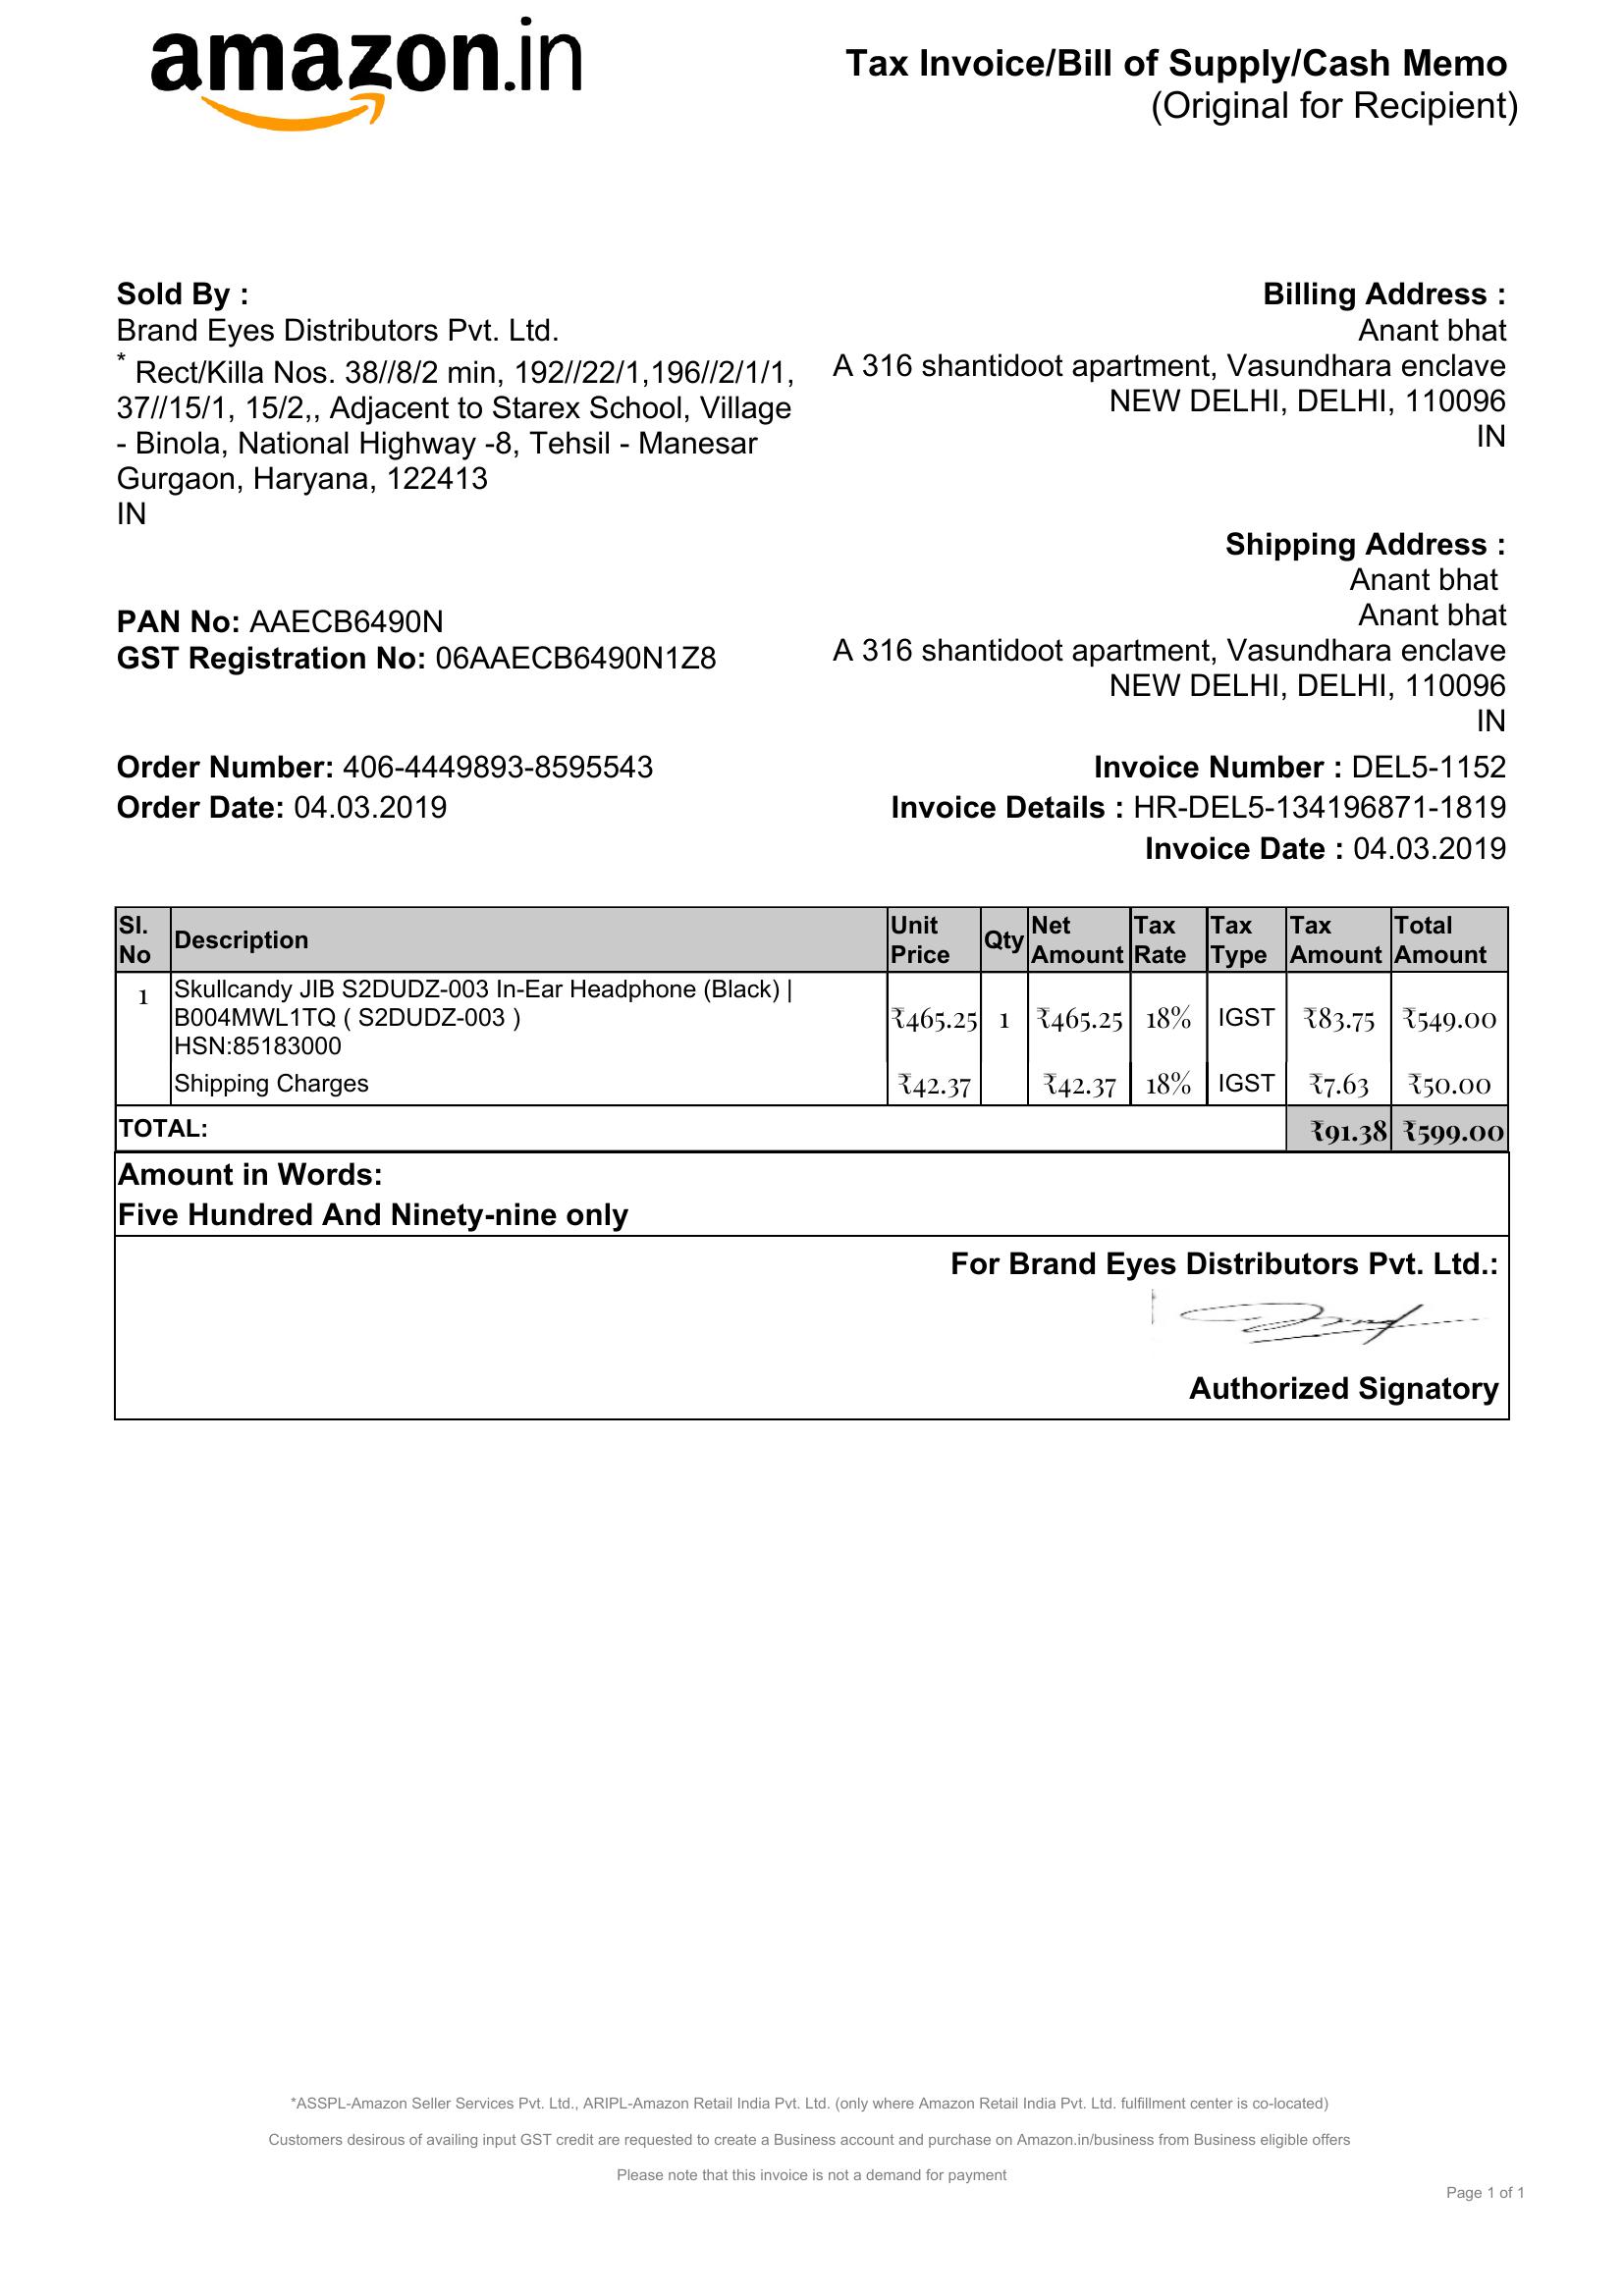 amazon.in
Tax Invoice/Bill of Supply/Cash Memo
(Original for Recipient)
Sold By :
Brand Eyes Distributors Pvt. Ltd.
* Rect/Killa Nos. 38//8/2 min, 192//22/1,196//2/1/1,
37//15/1, 15/2,, Adjacent to Starex School, Village
- Binola, National Highway -8, Tehsil - Manesar
Gurgaon, Haryana, 122413
IN
Billing Address :
Anant bhat
A 316 shantidoot apartment, Vasundhara enclave
NEW DELHI, DELHI, 110096
IN
PAN No: AAECB6490N
GST Registration No: 06AAECB6490N1Z8
Shipping Address :
Anant bhat
Anant bhat
A 316 shantidoot apartment, Vasundhara enclave
NEW DELHI, DELHI, 110096
IN
Order Number: 406-4449893-8595543
Order Date: 04.03.2019
Invoice Number : DEL5-1152
Invoice Details : HR-DEL5-134196871-1819
Invoice Date : 04.03.2019
Sl. No Description Unit Price Qty Net Amount Tax Rate Tax Type Tax Amount Total Amount
1 Skullcandy JIB S2DUDZ-003 In-Ear Headphone (Black) |
B004MWL1TQ ( S2DUDZ-003 ) ₹465.25 1 ₹465.25 18% IGST ₹83.75 ₹549.00
HSN:85183000
Shipping Charges ₹42.37 ₹42.37 18% IGST ₹7.63 ₹50.00
TOTAL: ₹91.38 ₹599.00
Amount in Words:
Five Hundred And Ninety-nine only
For Brand Eyes Distributors Pvt. Ltd.:
Authorized Signatory
*ASSPL-Amazon Seller Services Pvt. Ltd., ARIPL-Amazon Retail India Pvt. Ltd. (only where Amazon Retail India Pvt. Ltd. fulfillment center is co-located)
Customers desirous of availing input GST credit are requested to create a Business account and purchase on Amazon.in/business from Business eligible offers
Please note that this invoice is not a demand for payment
Page 1 of 1